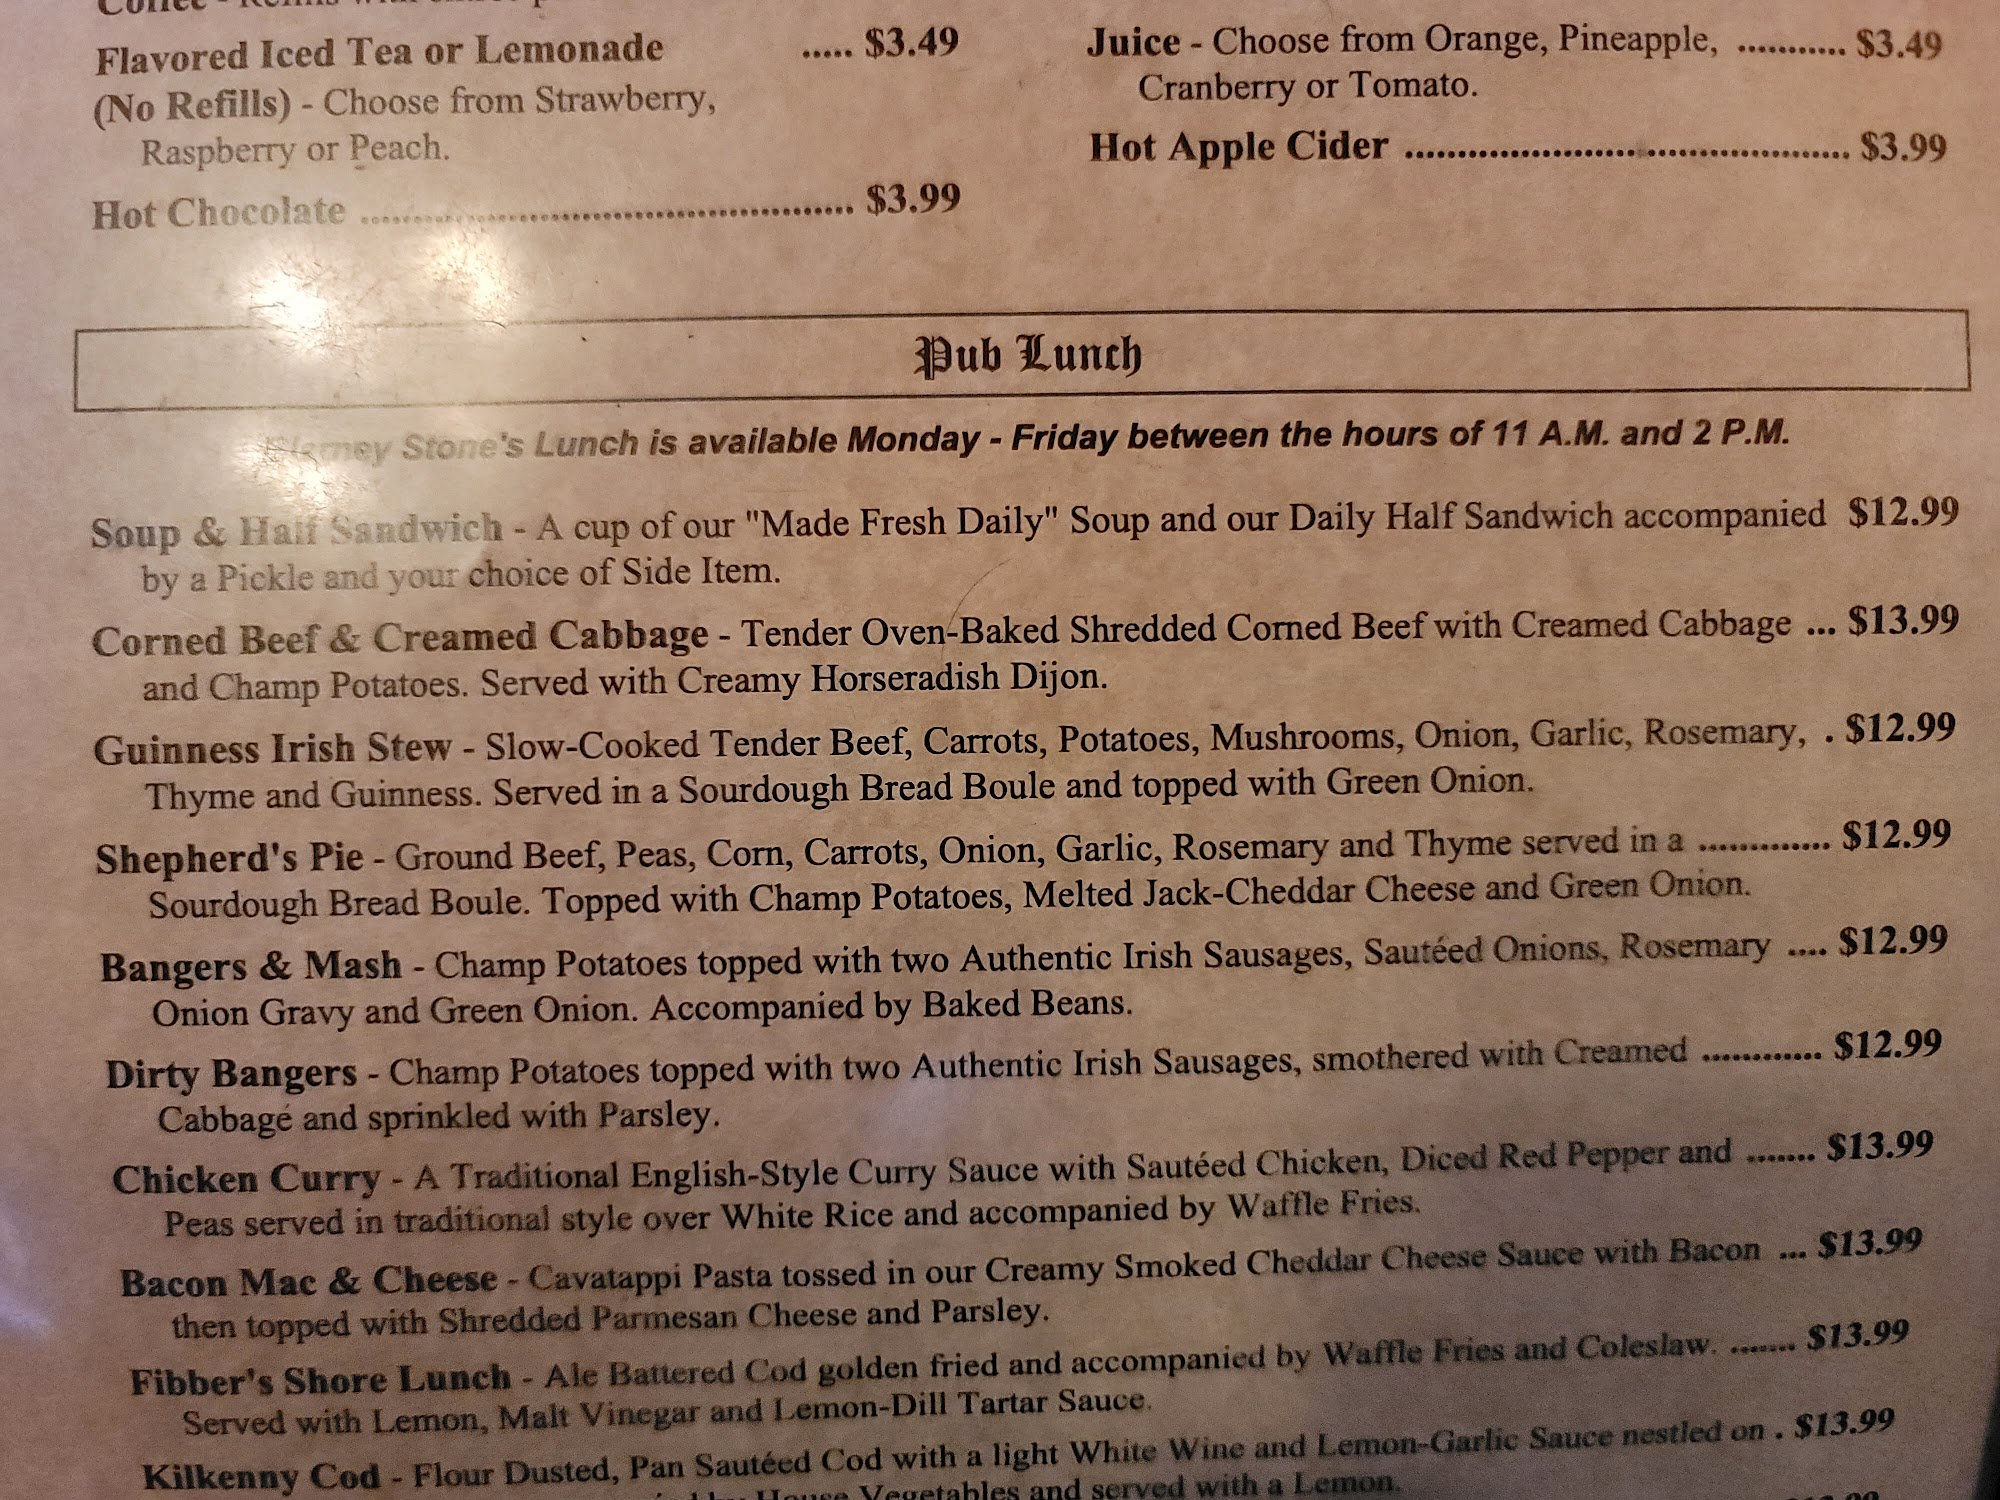 Coffee - Refills with
Flavored Iced Tea or Lemonade ..... $3.49
(No Refills) - Choose from Strawberry,
Raspberry or Peach.
Hot Chocolate ............................................... $3.99
Juice - Choose from Orange, Pineapple, ........... $3.49
Cranberry or Tomato.
Hot Apple Cider ........................................... $3.99
Pub Lunch
Blarney Stone's Lunch is available Monday - Friday between the hours of 11 A.M. and 2 P.M.
Soup & Half Sandwich - A cup of our "Made Fresh Daily" Soup and our Daily Half Sandwich accompanied $12.99
by a Pickle and your choice of Side Item.
Corned Beef & Creamed Cabbage - Tender Oven-Baked Shredded Corned Beef with Creamed Cabbage ... $13.99
and Champ Potatoes. Served with Creamy Horseradish Dijon.
Guinness Irish Stew - Slow-Cooked Tender Beef, Carrots, Potatoes, Mushrooms, Onion, Garlic, Rosemary, . $12.99
Thyme and Guinness. Served in a Sourdough Bread Boule and topped with Green Onion.
Shepherd's Pie - Ground Beef, Peas, Corn, Carrots, Onion, Garlic, Rosemary and Thyme served in a ............. $12.99
Sourdough Bread Boule. Topped with Champ Potatoes, Melted Jack-Cheddar Cheese and Green Onion.
Bangers & Mash - Champ Potatoes topped with two Authentic Irish Sausages, Sautéed Onions, Rosemary .... $12.99
Onion Gravy and Green Onion. Accompanied by Baked Beans.
Dirty Bangers - Champ Potatoes topped with two Authentic Irish Sausages, smothered with Creamed ............ $12.99
Cabbage and sprinkled with Parsley.
Chicken Curry - A Traditional English-Style Curry Sauce with Sautéed Chicken, Diced Red Pepper and ....... $13.99
Peas served in traditional style over White Rice and accompanied by Waffle Fries.
Bacon Mac & Cheese - Cavatappi Pasta tossed in our Creamy Smoked Cheddar Cheese Sauce with Bacon ... $13.99
then topped with Shredded Parmesan Cheese and Parsley.
Fibber's Shore Lunch - Ale Battered Cod golden fried and accompanied by Waffle Fries and Coleslaw. ....... $13.99
Served with Lemon, Malt Vinegar and Lemon-Dill Tartar Sauce.
Kilkenny Cod - Flour Dusted, Pan Sautéed Cod with a light White Wine and Lemon-Garlic Sauce nestled on . $13.99
by House Vegetables and served with a Lemon.